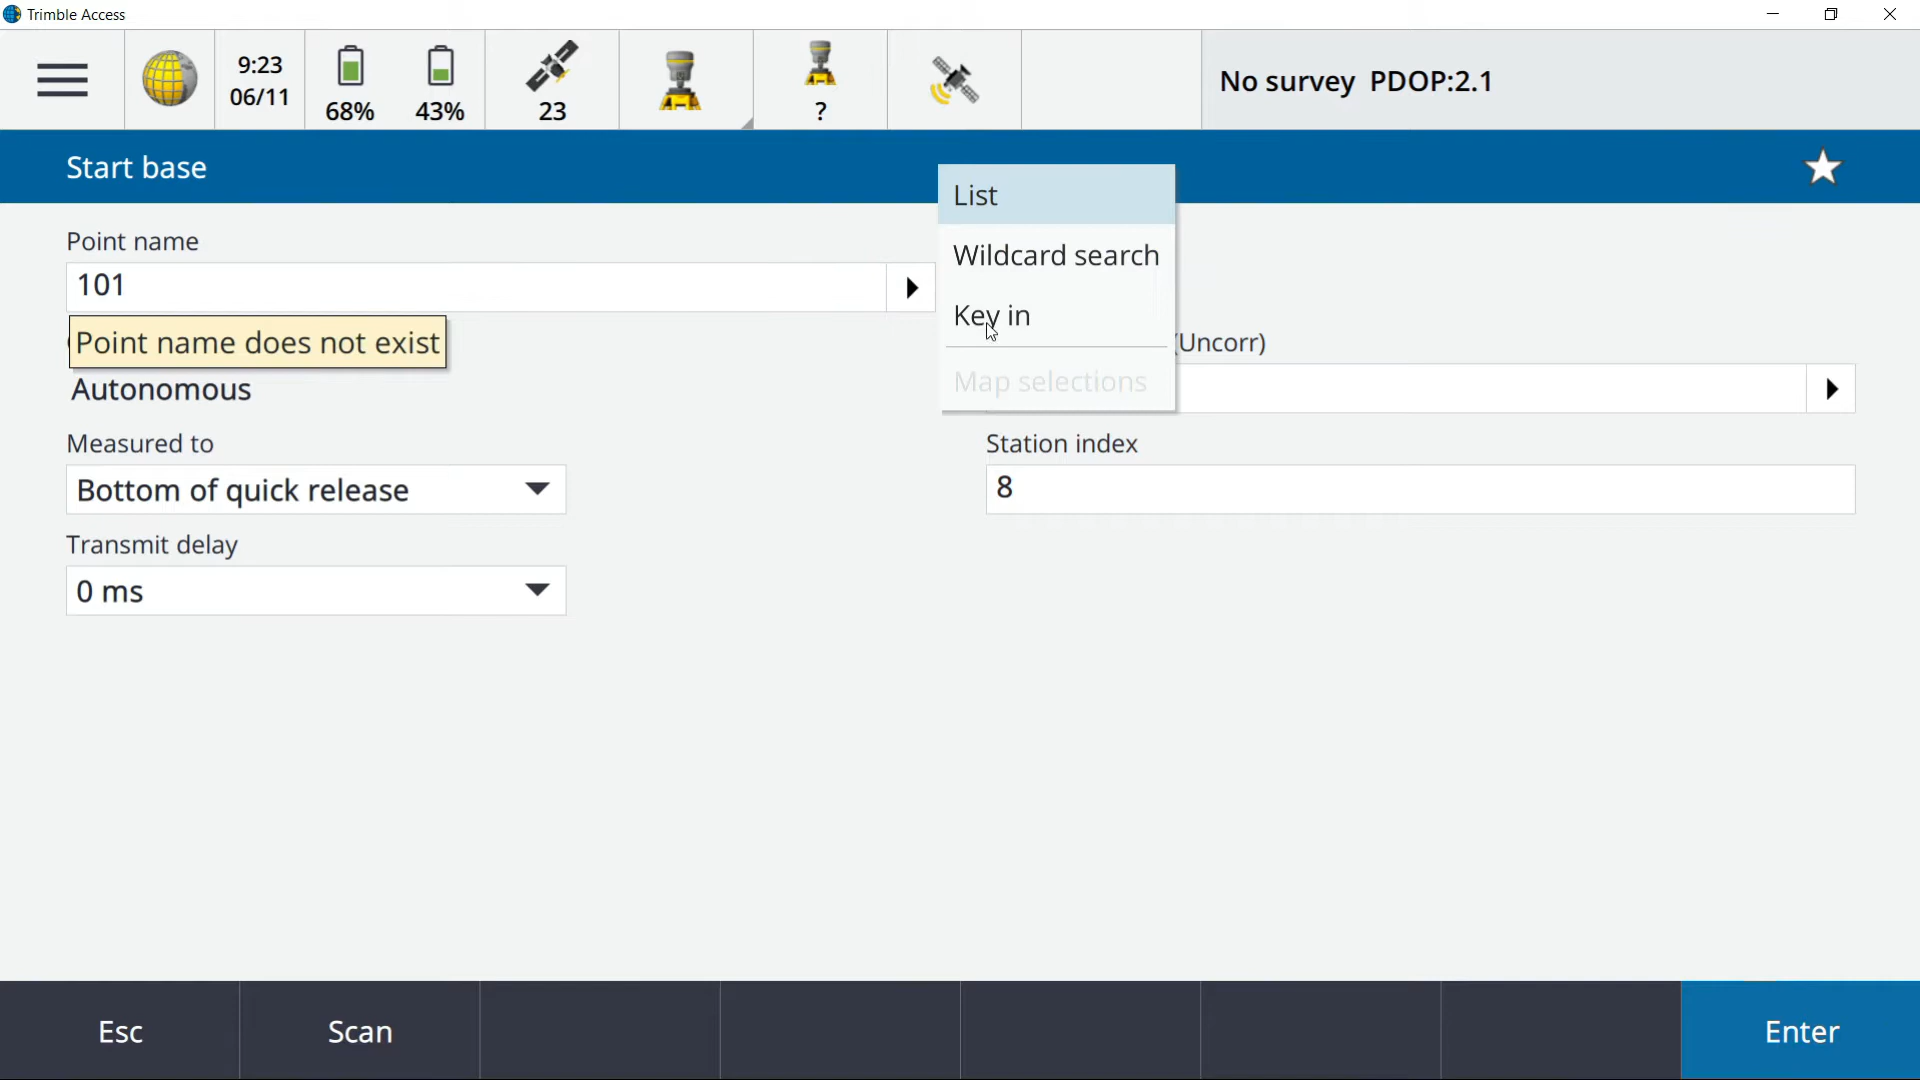 Trimble Access
9:23
06/11
68%
43%
23
?
No survey PDOP:2.1
Start base
List
Wildcard search
Key in
Map selections
Point name
101
Point name does not exist
Autonomous
(Uncorr)
Measured to
Bottom of quick release
Station index
8
Transmit delay
0 ms
Esc
Scan
Enter